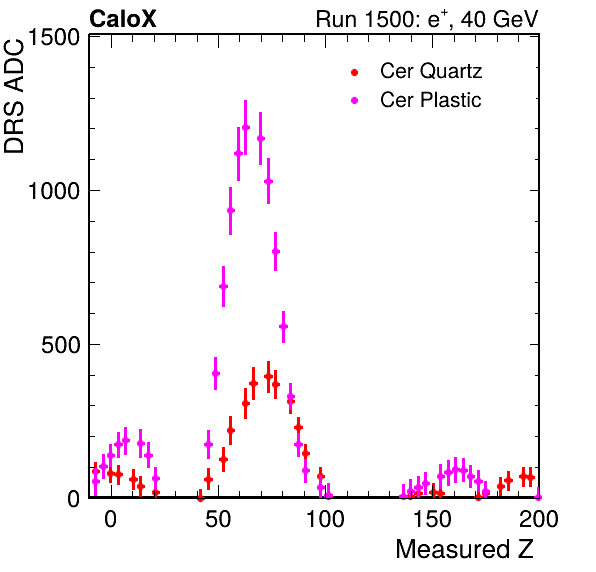 CaloX
Run 1500: e+, 40 GeV
DRS ADC
Cer Quartz
Cer Plastic
1500
1000
500
0
0 50 100 150 200
Measured Z